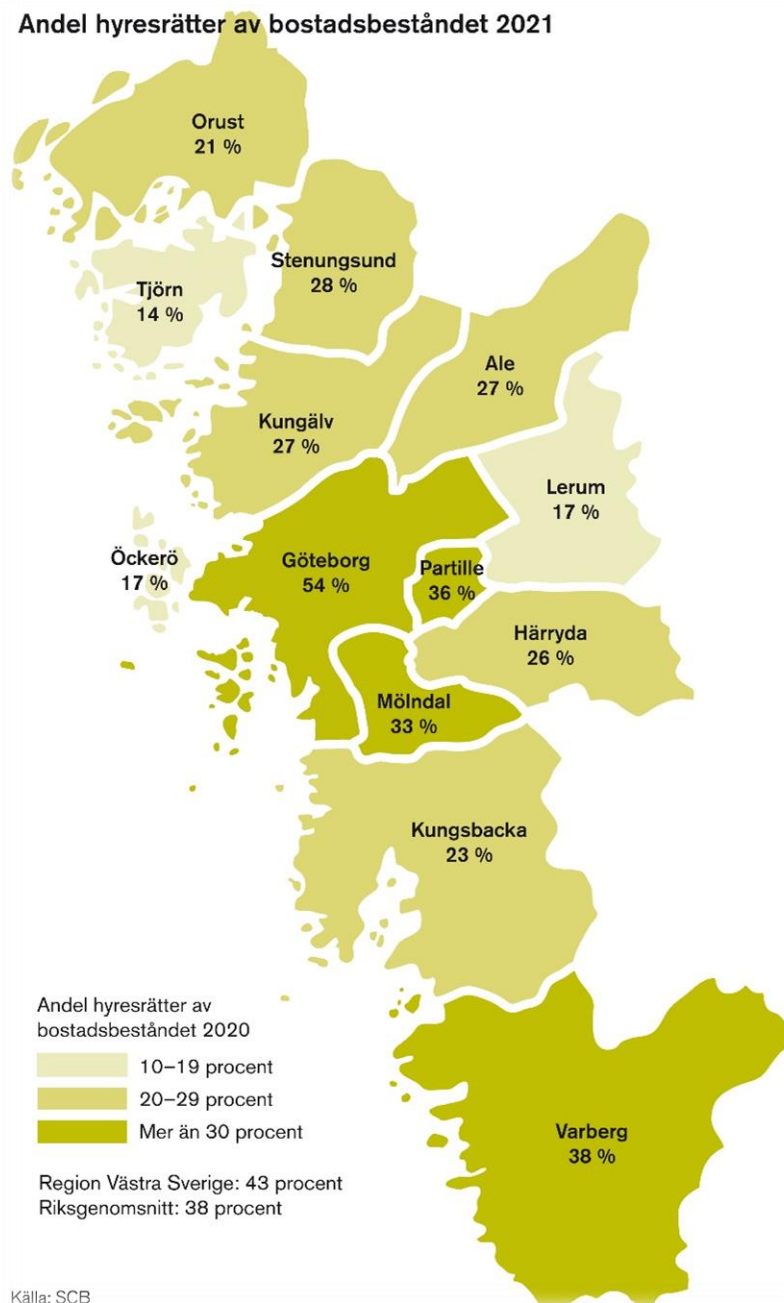 Andel hyresrätter av bostadsbeståndet 2021
Orust
21 %
Stenungsund
28 %
Tjörn
14 %
Ale
27 %
Kungälv
27 %
Lerum
17 %
Öckerö
17 %
Göteborg
54 %
Partille
36 %
Härryda
26 %
Mölndal
33 %
Kungsbacka
23 %
Andel hyresrätter av
bostadsbeståndet 2020
10–19 procent
20–29 procent
Mer än 30 procent
Varberg
38 %
Region Västra Sverige: 43 procent
Riksgenomsnitt: 38 procent
Källa: SCB